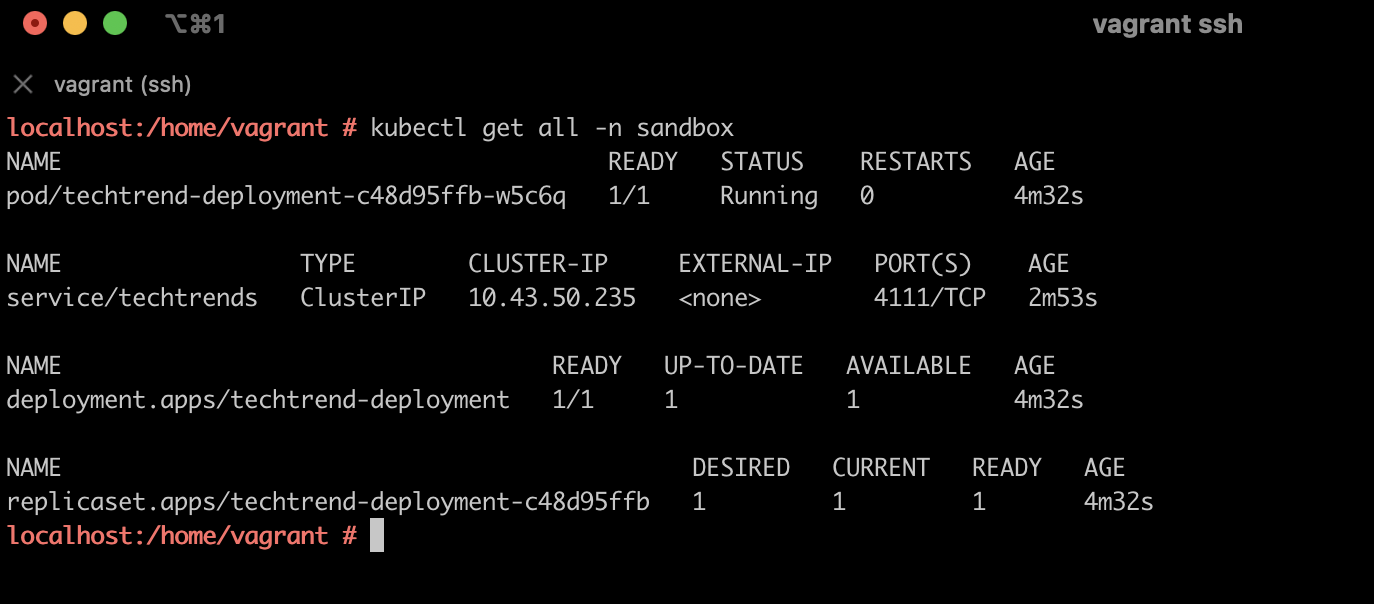 ⌥⌘1 vagrant ssh
vagrant (ssh)
localhost:/home/vagrant # kubectl get all -n sandbox
NAME READY STATUS RESTARTS AGE
pod/techtrend-deployment-c48d95ffb-w5c6q 1/1 Running 0 4m32s
NAME TYPE CLUSTER-IP EXTERNAL-IP PORT(S) AGE
service/techtrends ClusterIP 10.43.50.235 <none> 4111/TCP 2m53s
NAME READY UP-TO-DATE AVAILABLE AGE
deployment.apps/techtrend-deployment 1/1 1 1 4m32s
NAME DESIRED CURRENT READY AGE
replicaset.apps/techtrend-deployment-c48d95ffb 1 1 1 4m32s
localhost:/home/vagrant #